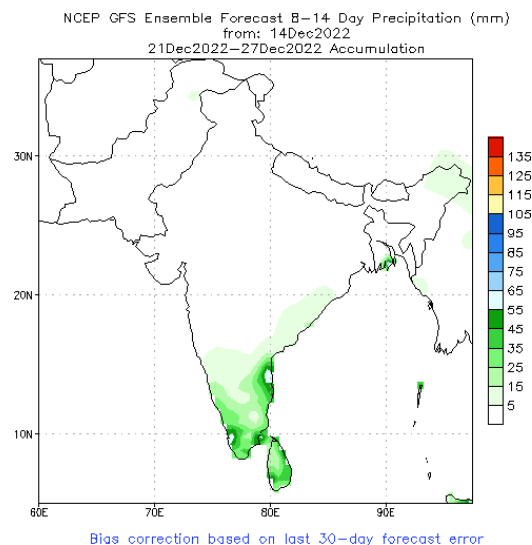 NCEP GFS Ensemble Forecast 8-14 Day Precipitation (mm)
from: 14Dec2022
21Dec2022-27Dec2022 Accumulation
30N
20N
10N
60E
70E
80E
90E
135
125
115
105
95
85
75
65
55
45
35
25
15
5
Bias correction based on last 30-day forecast error